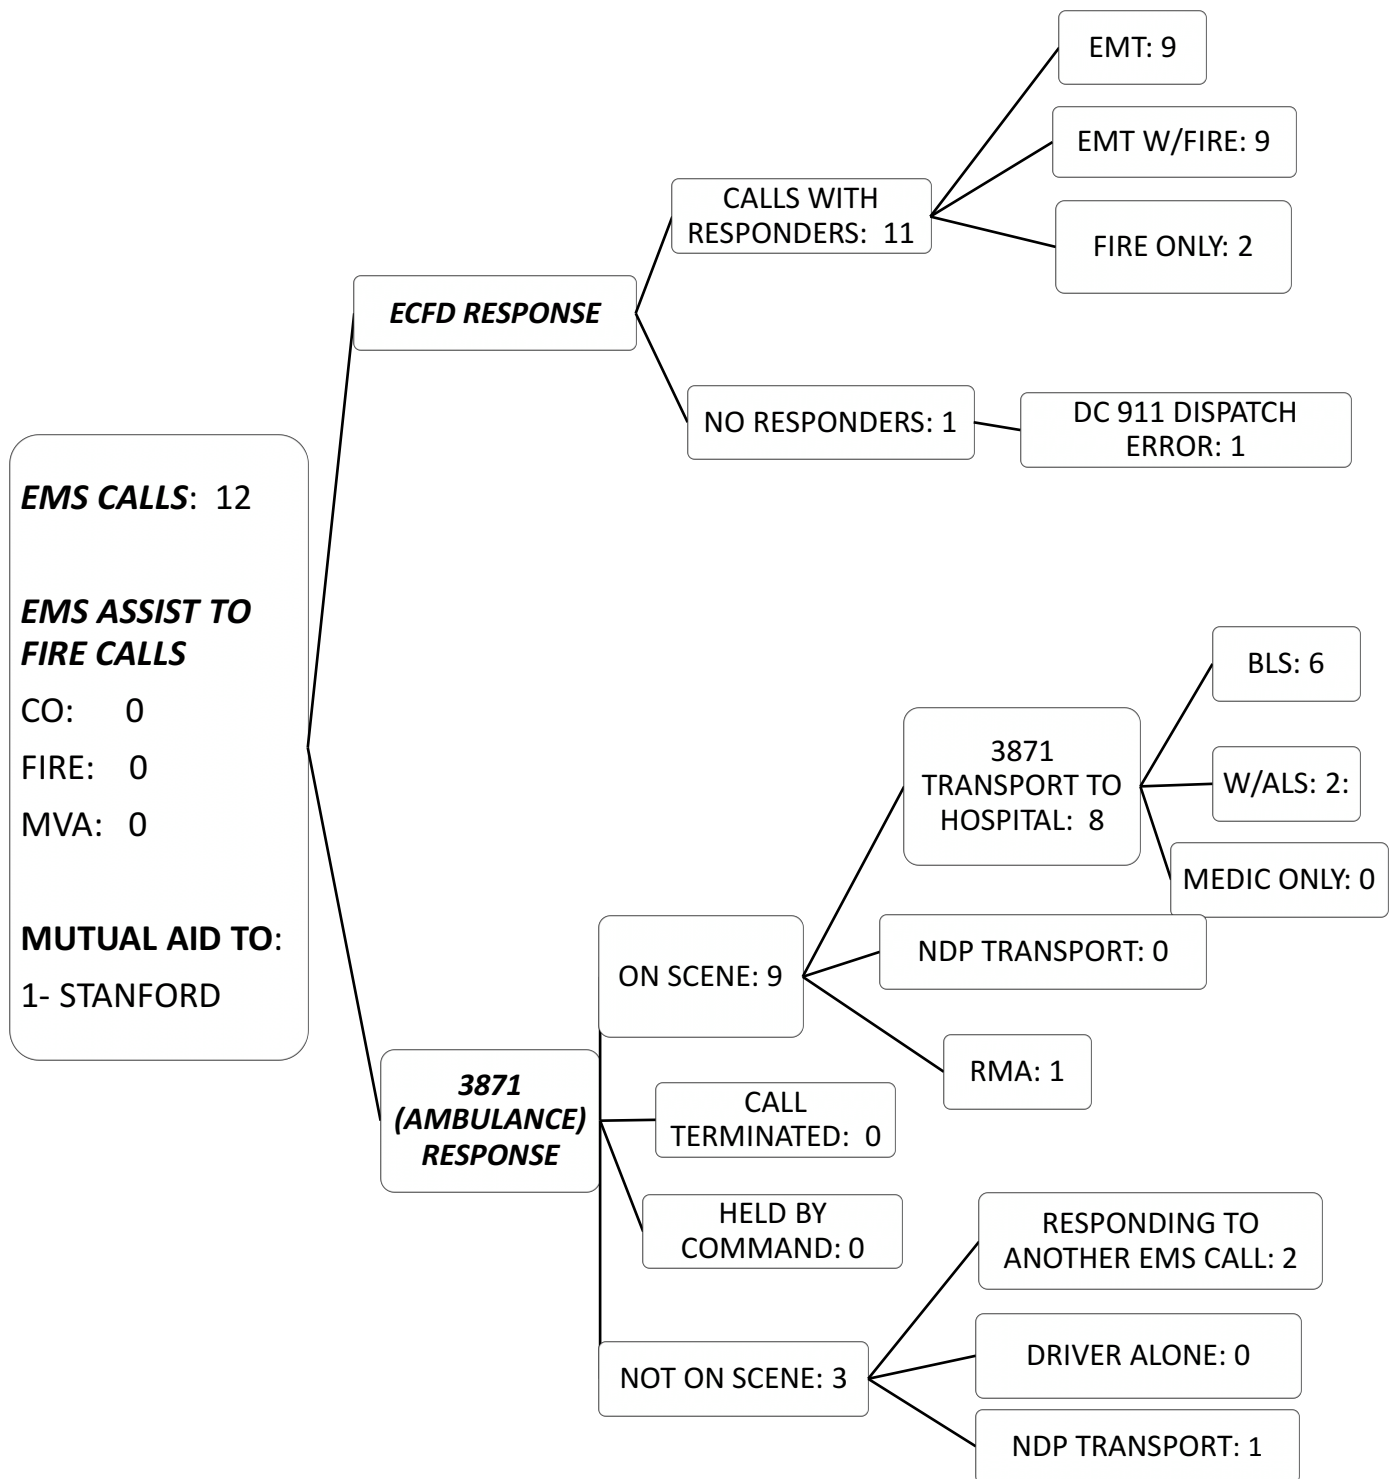 EMS CALLS: 12
EMS ASSIST TO
FIRE CALLS
CO: 0
FIRE: 0
MVA: 0
MUTUAL AID TO:
1- STANFORD
ECFD RESPONSE
CALLS WITH
RESPONDERS: 11
EMT: 9
EMT W/FIRE: 9
FIRE ONLY: 2
NO RESPONDERS: 1
DC 911 DISPATCH
ERROR: 1
3871
(AMBULANCE)
RESPONSE
ON SCENE: 9
3871
TRANSPORT TO
HOSPITAL: 8
BLS: 6
W/ALS: 2:
MEDIC ONLY: 0
NDP TRANSPORT: 0
RMA: 1
CALL
TERMINATED: 0
HELD BY
COMMAND: 0
NOT ON SCENE: 3
RESPONDING TO
ANOTHER EMS CALL: 2
DRIVER ALONE: 0
NDP TRANSPORT: 1